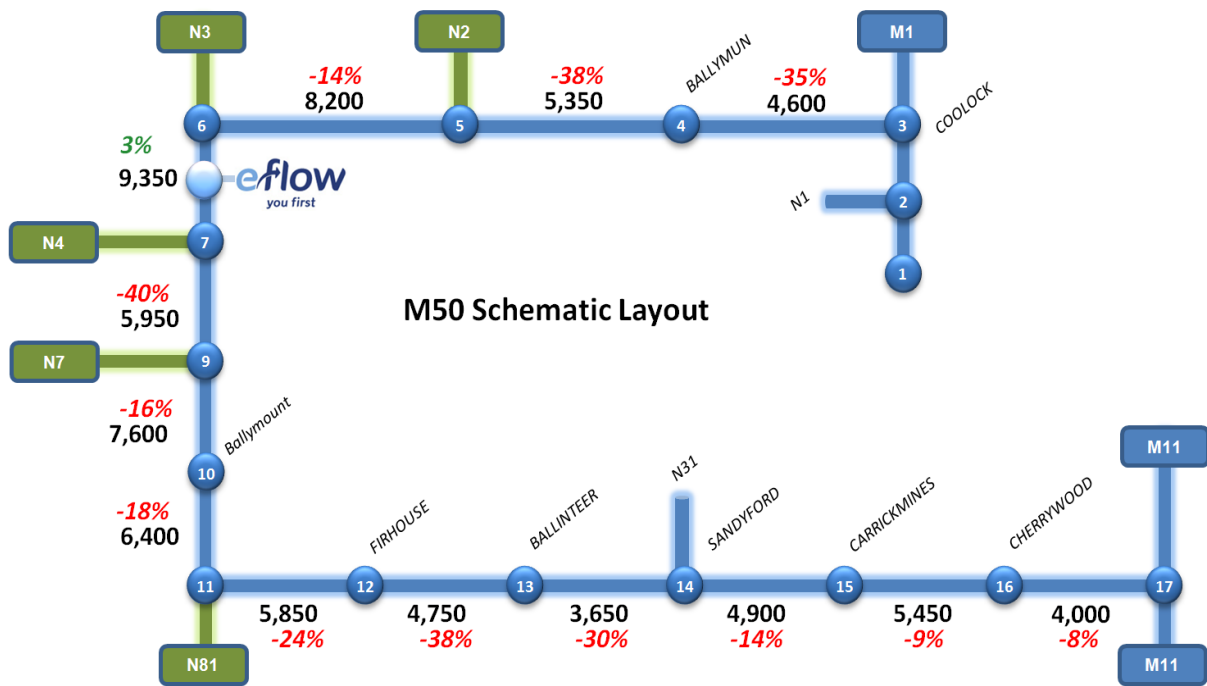 N3
N2
M1
-14%
8,200
-38%
5,350
BALLYMUN
-35%
4,600
COOLOCK
6
5
4
3
3%
9,350
eflow
you first
N1
2
N4
7
1
-40%
5,950
M50 Schematic Layout
N7
9
-16%
7,600
Ballymount
10
-18%
6,400
FIRHOUSE
BALLINTEER
N31
SANDYFORD
CARRICKMINES
CHERRYWOOD
M11
11
12
13
14
15
16
17
5,850
-24%
4,750
-38%
3,650
-30%
4,900
-14%
5,450
-9%
4,000
-8%
N81
M11